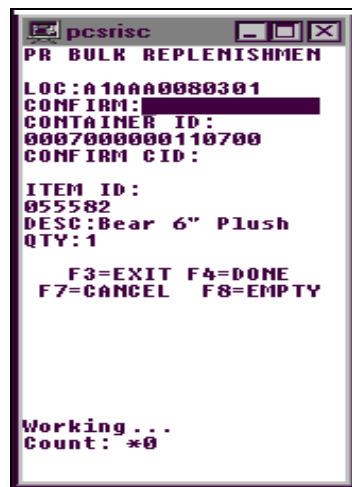 pcsrisc
PR BULK REPLENISHMEN
LOC:A1AAA0080301
CONFIRM:
CONTAINER ID:
0007000000110700
CONFIRM CID:
ITEM ID:
055582
DESC:Bear 6" Plush
QTY:1
F3=EXIT F4=DONE
F7=CANCEL F8=EMPTY
Working...
Count: *0